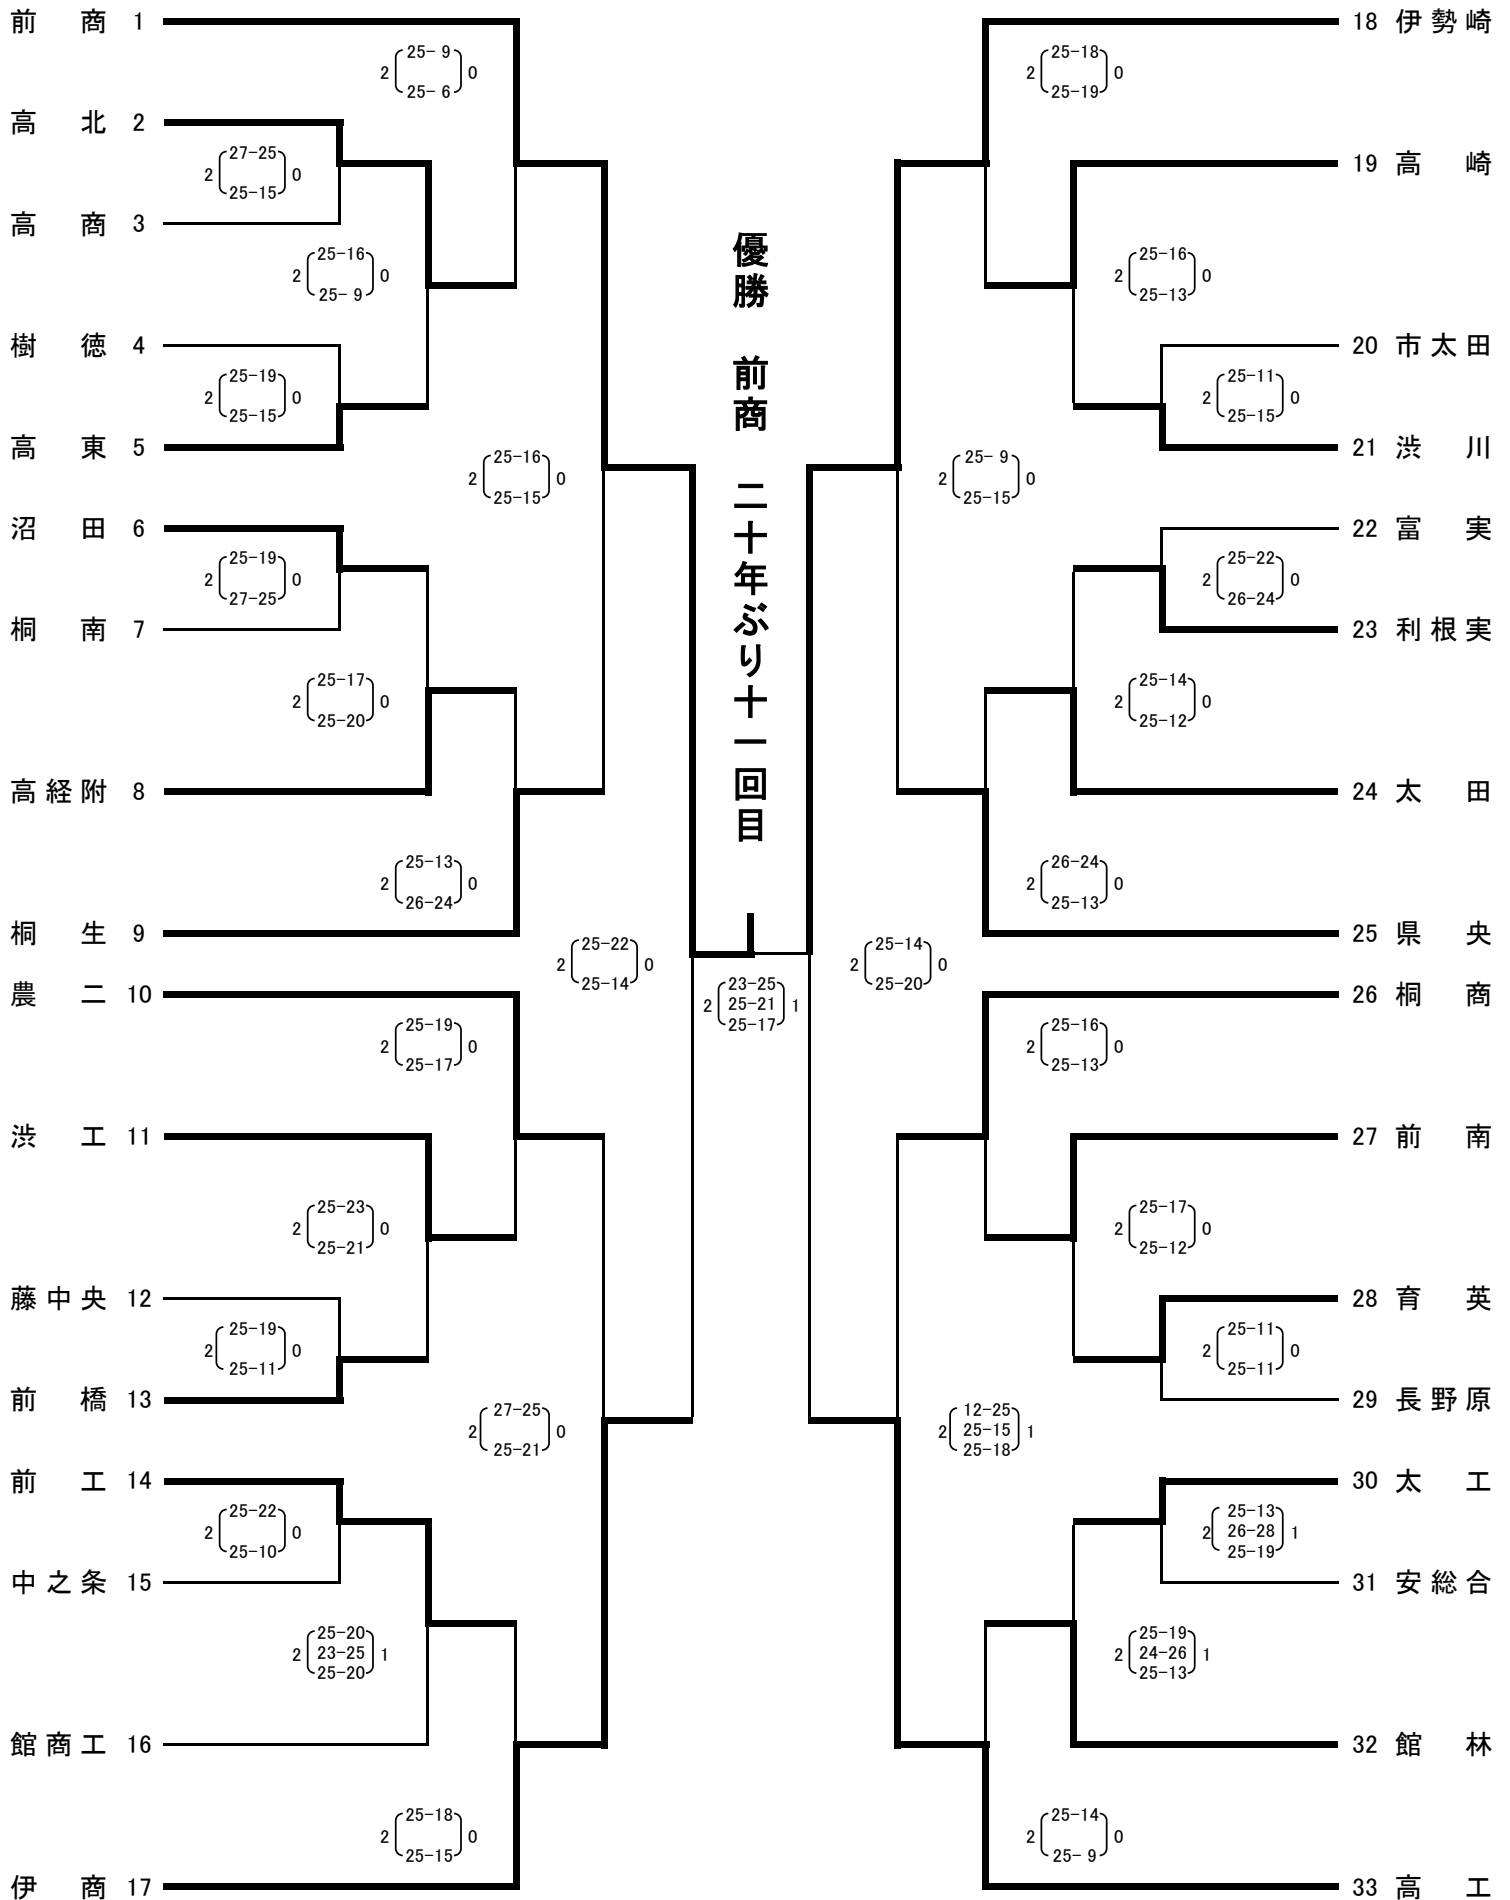 前商 1
25- 9
2 0
25- 6
高北 2
27-25
2 0
25-15
高商 3
25-16
2 0
25- 9
樹徳 4
25-19
2 0
25-15
高東 5
25-16
2 0
25-15
沼田 6
25-19
2 0
27-25
桐南 7
25-17
2 0
25-20
高経附 8
25-13
2 0
26-24
桐生 9
25-22
2 0
25-14
農二 10
25-19
2 0
25-17
渋工 11
25-23
2 0
25-21
藤中央 12
25-19
2 0
25-11
前橋 13
27-25
2 0
25-21
前工 14
25-22
2 0
25-10
中之条 15
25-20
2 23-25 1
25-20
館商工 16
25-18
2 0
25-15
伊商 17
優勝 前商 二十年ぶり十一回目
23-25
2 25-21 1
25-17
18 伊勢崎
25-18
2 0
25-19
19 高崎
25-16
2 0
25-13
20 市太田
25-11
2 0
25-15
21 渋川
25- 9
2 0
25-15
22 富実
25-22
2 0
26-24
23 利根実
25-14
2 0
25-12
24 太田
26-24
2 0
25-13
25 県央
25-14
2 0
25-20
26 桐商
25-16
2 0
25-13
27 前南
25-17
2 0
25-12
28 育英
25-11
2 0
25-11
29 長野原
12-25
2 25-15 1
25-18
30 太工
25-13
2 26-28 1
25-19
31 安総合
25-19
2 24-26 1
25-13
32 館林
25-14
2 0
25- 9
33 高工